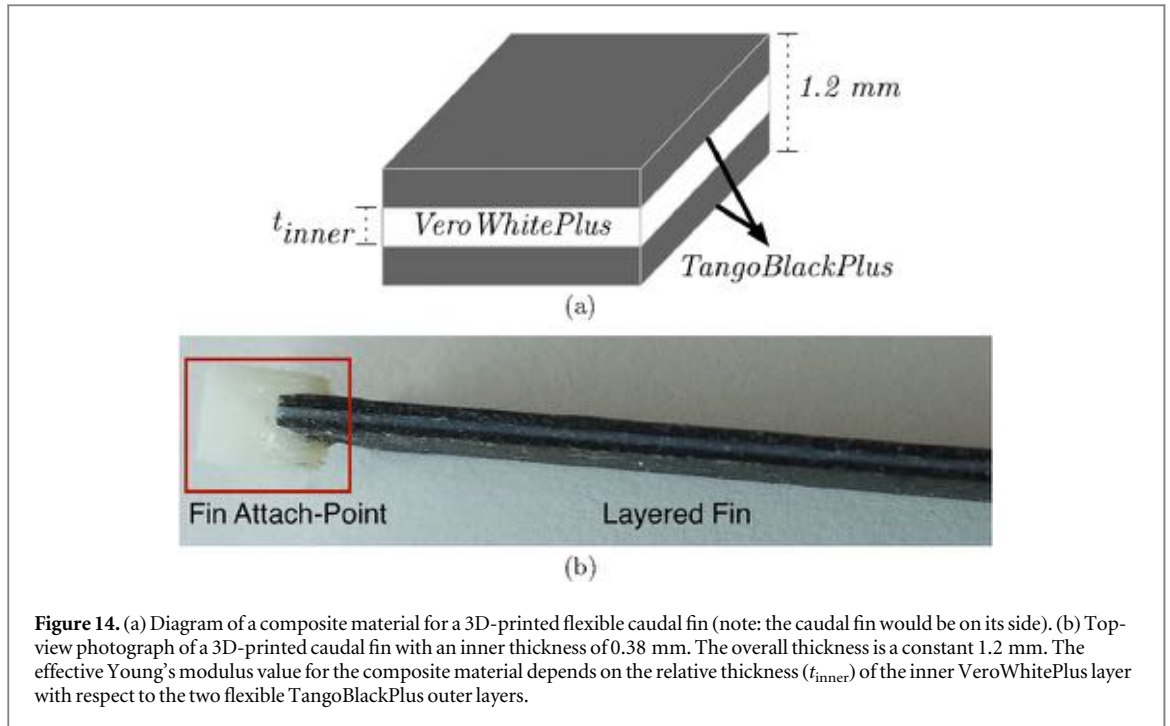 1.2 mm
t_inner
VeroWhitePlus
TangoBlackPlus
(a)
Fin Attach-Point
Layered Fin
(b)
Figure 14. (a) Diagram of a composite material for a 3D-printed flexible caudal fin (note: the caudal fin would be on its side). (b) Top-
view photograph of a 3D-printed caudal fin with an inner thickness of 0.38 mm. The overall thickness is a constant 1.2 mm. The
effective Young's modulus value for the composite material depends on the relative thickness (t_inner) of the inner VeroWhitePlus layer
with respect to the two flexible TangoBlackPlus outer layers.